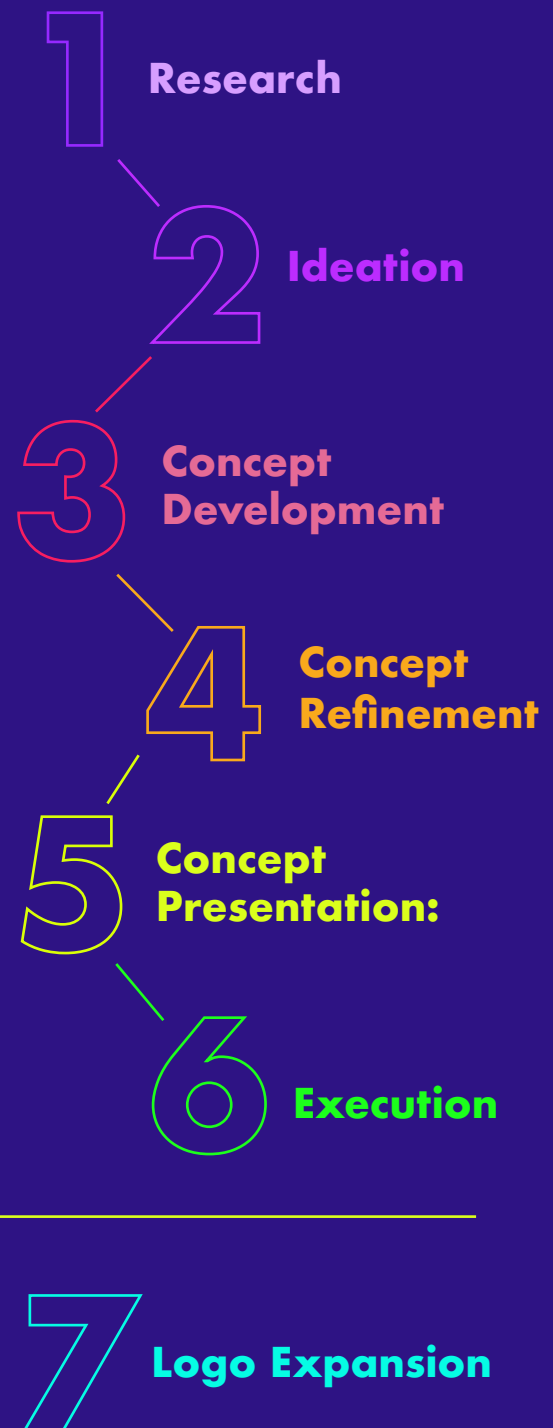 1
Research
2
Ideation
3
Concept
Development
4
Concept
Refinement
5
Concept
Presentation:
6
Execution
7
Logo Expansion